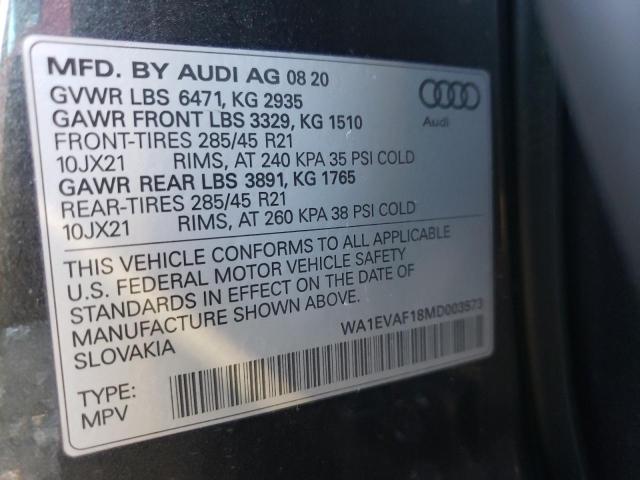 MFD. BY AUDI AG 08 20
GVWR LBS 6471, KG 2935
GAWR FRONT LBS 3329, KG 1510
FRONT-TIRES 285/45 R21
10JX21 RIMS, AT 240 KPA 35 PSI COLD
GAWR REAR LBS 3891, KG 1765
REAR-TIRES 285/45 R21
10JX21 RIMS, AT 260 KPA 38 PSI COLD
THIS VEHICLE CONFORMS TO ALL APPLICABLE
U.S. FEDERAL MOTOR VEHICLE SAFETY
STANDARDS IN EFFECT ON THE DATE OF
MANUFACTURE SHOWN ABOVE.
SLOVAKIA
WA1EVAF18MD003573
TYPE:
MPV
Audi